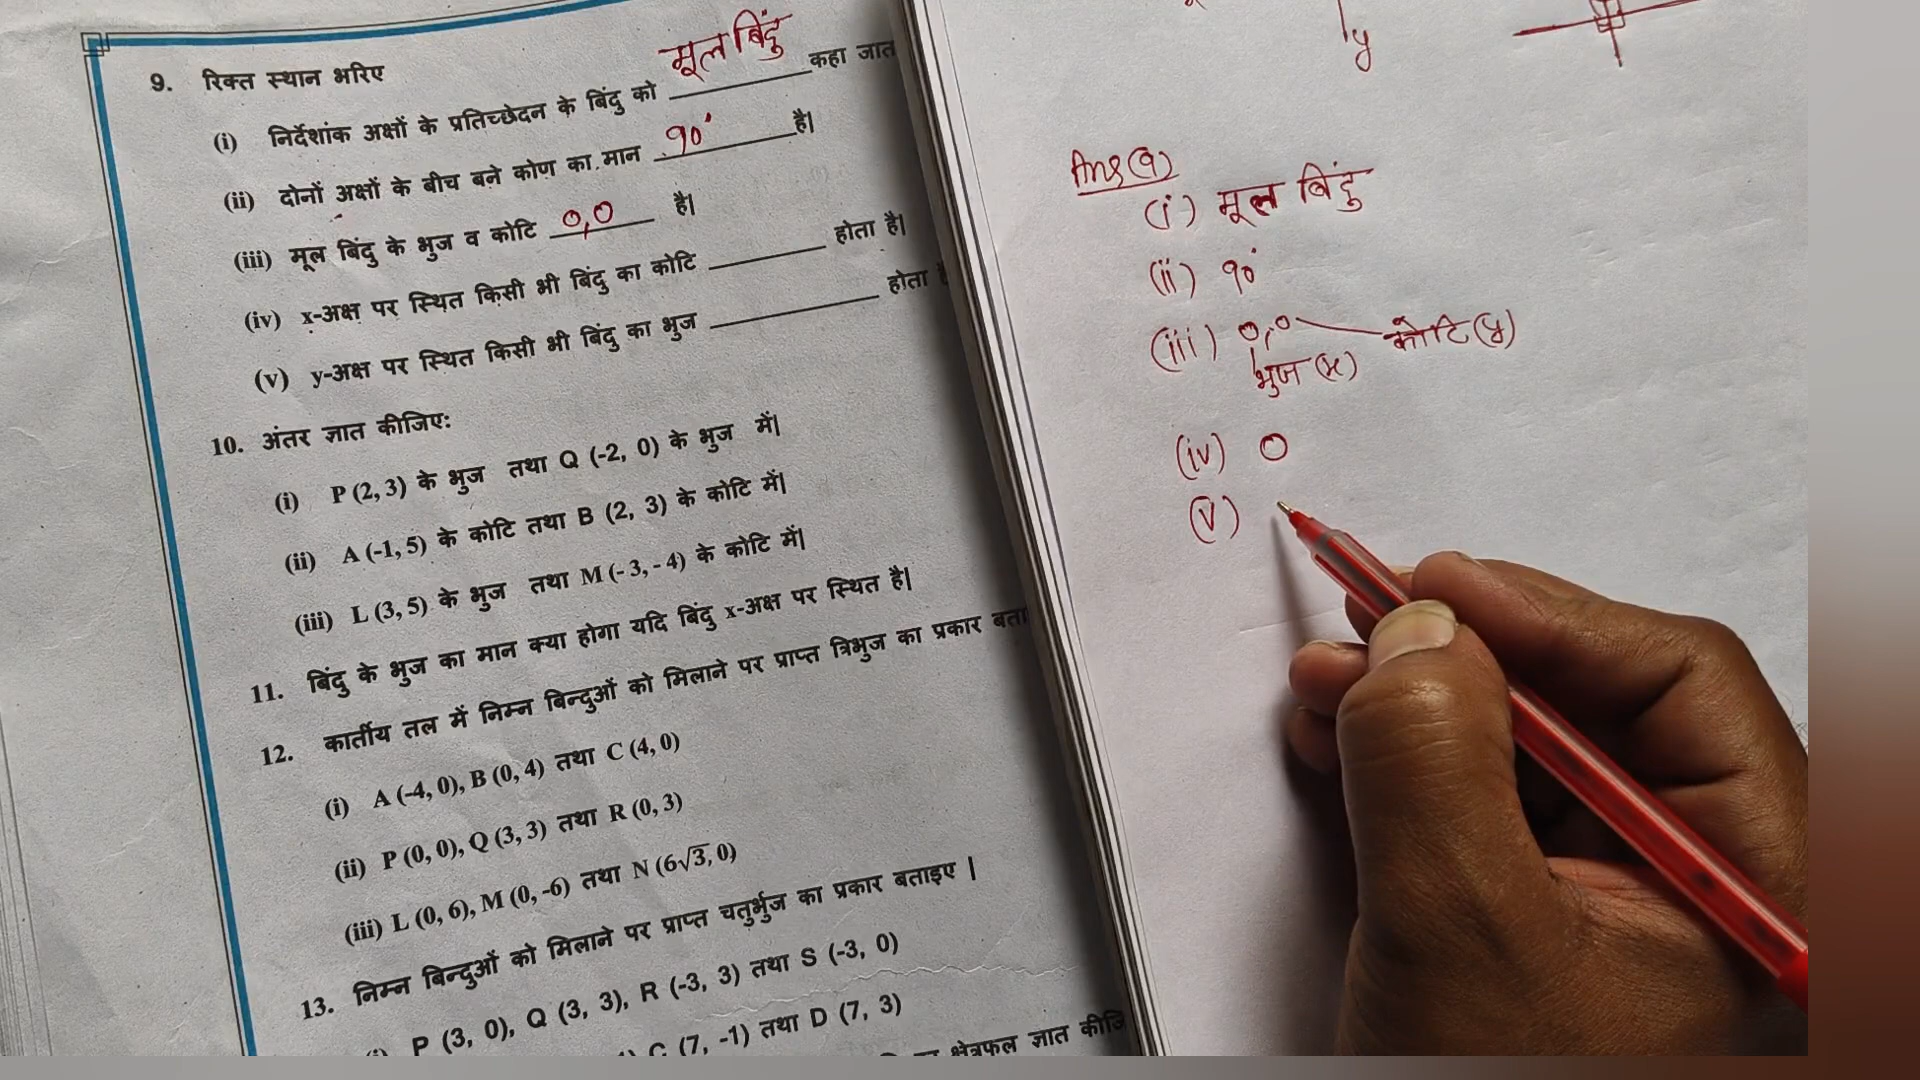 9. रिक्त स्थान भरिए
(i) निर्देशांक अक्षों के प्रतिच्छेदन के बिंदु को मूल बिंदु कहा जात
(ii) दोनों अक्षों के बीच बने कोण का मान 90° है।
(iii) मूल बिंदु के भुज व कोटि 0,0 है।
(iv) x-अक्ष पर स्थित किसी भी बिंदु का कोटि ________ होता है।
(v) y-अक्ष पर स्थित किसी भी बिंदु का भुज ________ होता
10. अंतर ज्ञात कीजिए:
(i) P (2, 3) के भुज तथा Q (-2, 0) के भुज में।
(ii) A (-1, 5) के कोटि तथा B (2, 3) के कोटि में।
(iii) L (3, 5) के भुज तथा M (- 3, - 4) के कोटि में।
11. बिंदु के भुज का मान क्या होगा यदि बिंदु x-अक्ष पर स्थित है।
12. कार्तीय तल में निम्न बिन्दुओं को मिलाने पर प्राप्त त्रिभुज का प्रकार बता
(i) A (-4, 0), B (0, 4) तथा C (4, 0)
(ii) P (0, 0), Q (3, 3) तथा R (0, 3)
(iii) L (0, 6), M (0, -6) तथा N (6√3, 0)
13. निम्न बिन्दुओं को मिलाने पर प्राप्त चतुर्भुज का प्रकार बताइए |
P (3, 0), Q (3, 3), R (-3, 3) तथा S (-3, 0)
C (7, -1) तथा D (7, 3)
क्षेत्रफल ज्ञात कीजि
y
Ans (9)
(i) मूल बिंदु
(ii) 90°
(iii) 0,0 कोटि (y)
भुज (x)
(iv) 0
(v)